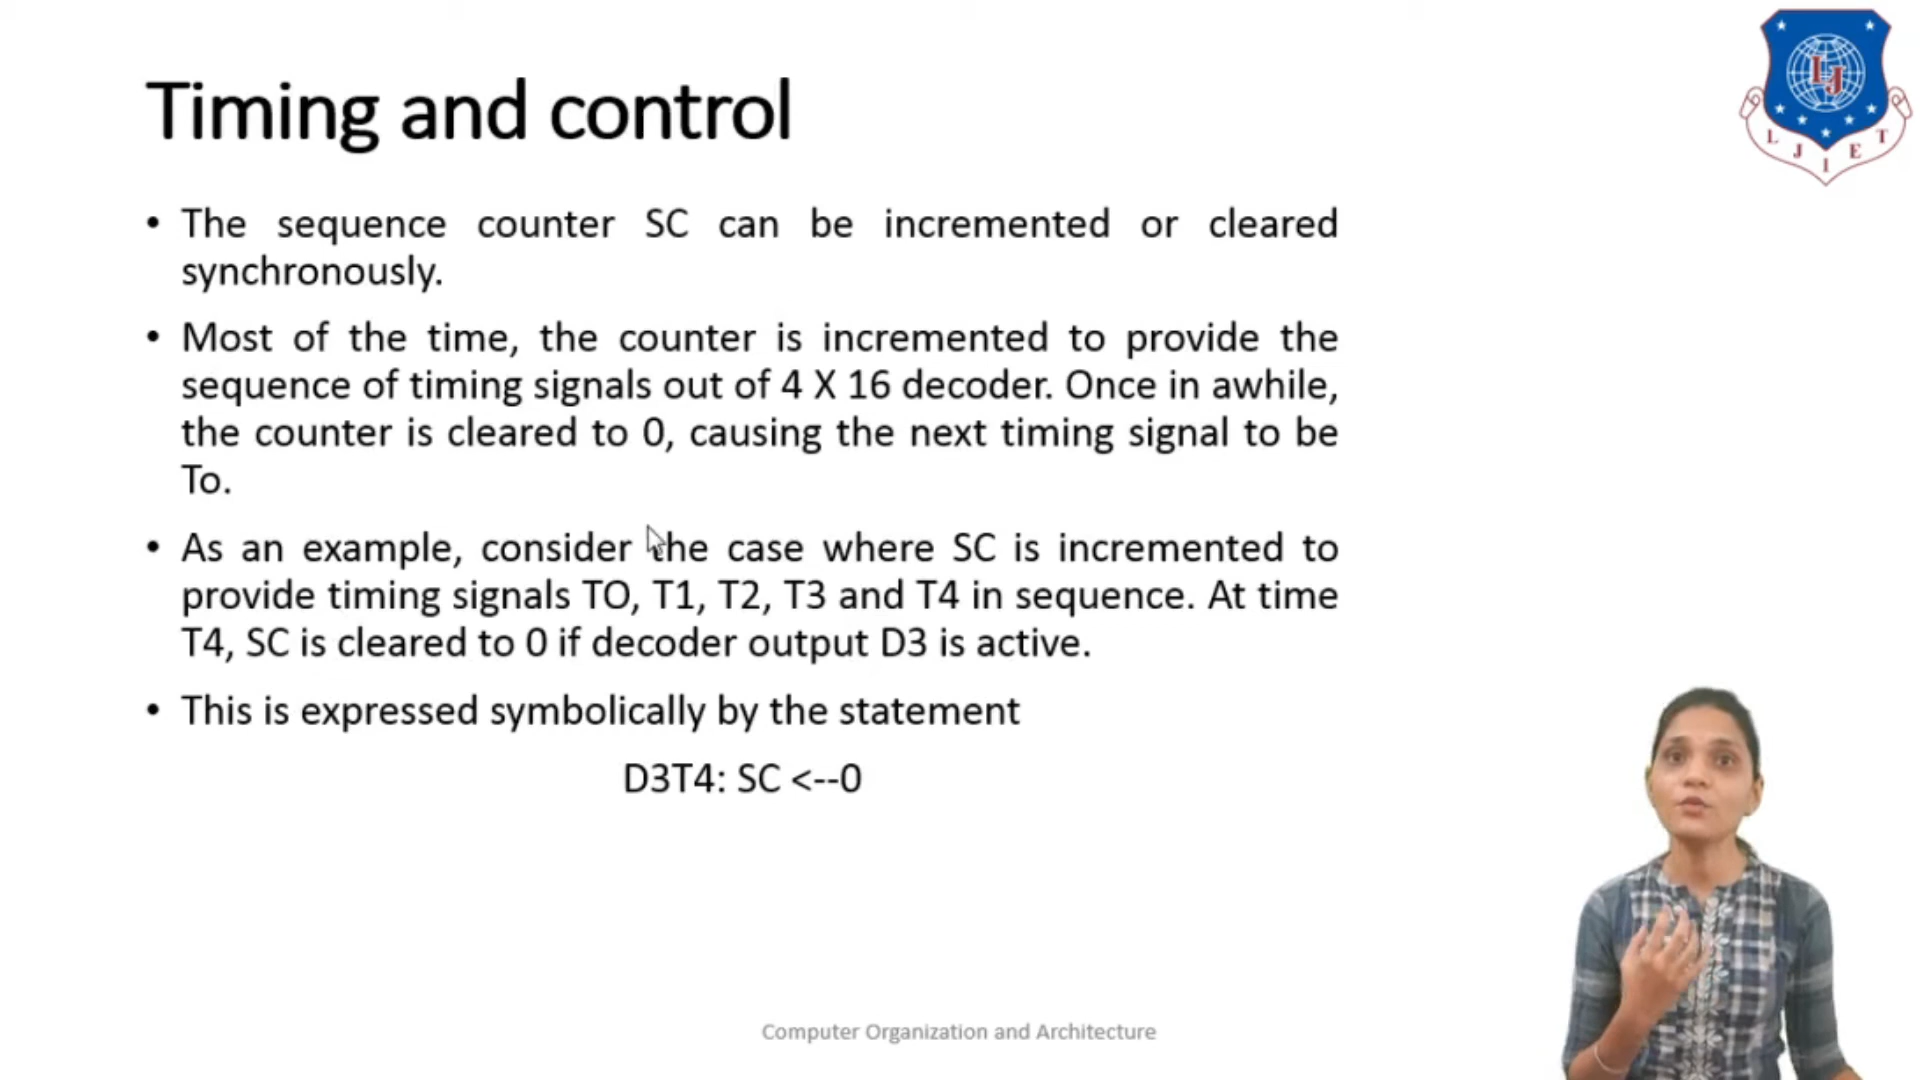 Timing and control
• The sequence counter SC can be incremented or cleared
synchronously.
• Most of the time, the counter is incremented to provide the
sequence of timing signals out of 4 X 16 decoder. Once in awhile,
the counter is cleared to 0, causing the next timing signal to be
To.
• As an example, consider the case where SC is incremented to
provide timing signals TO, T1, T2, T3 and T4 in sequence. At time
T4, SC is cleared to 0 if decoder output D3 is active.
• This is expressed symbolically by the statement
D3T4: SC <--0
Computer Organization and Architecture
LJ
L J I E T